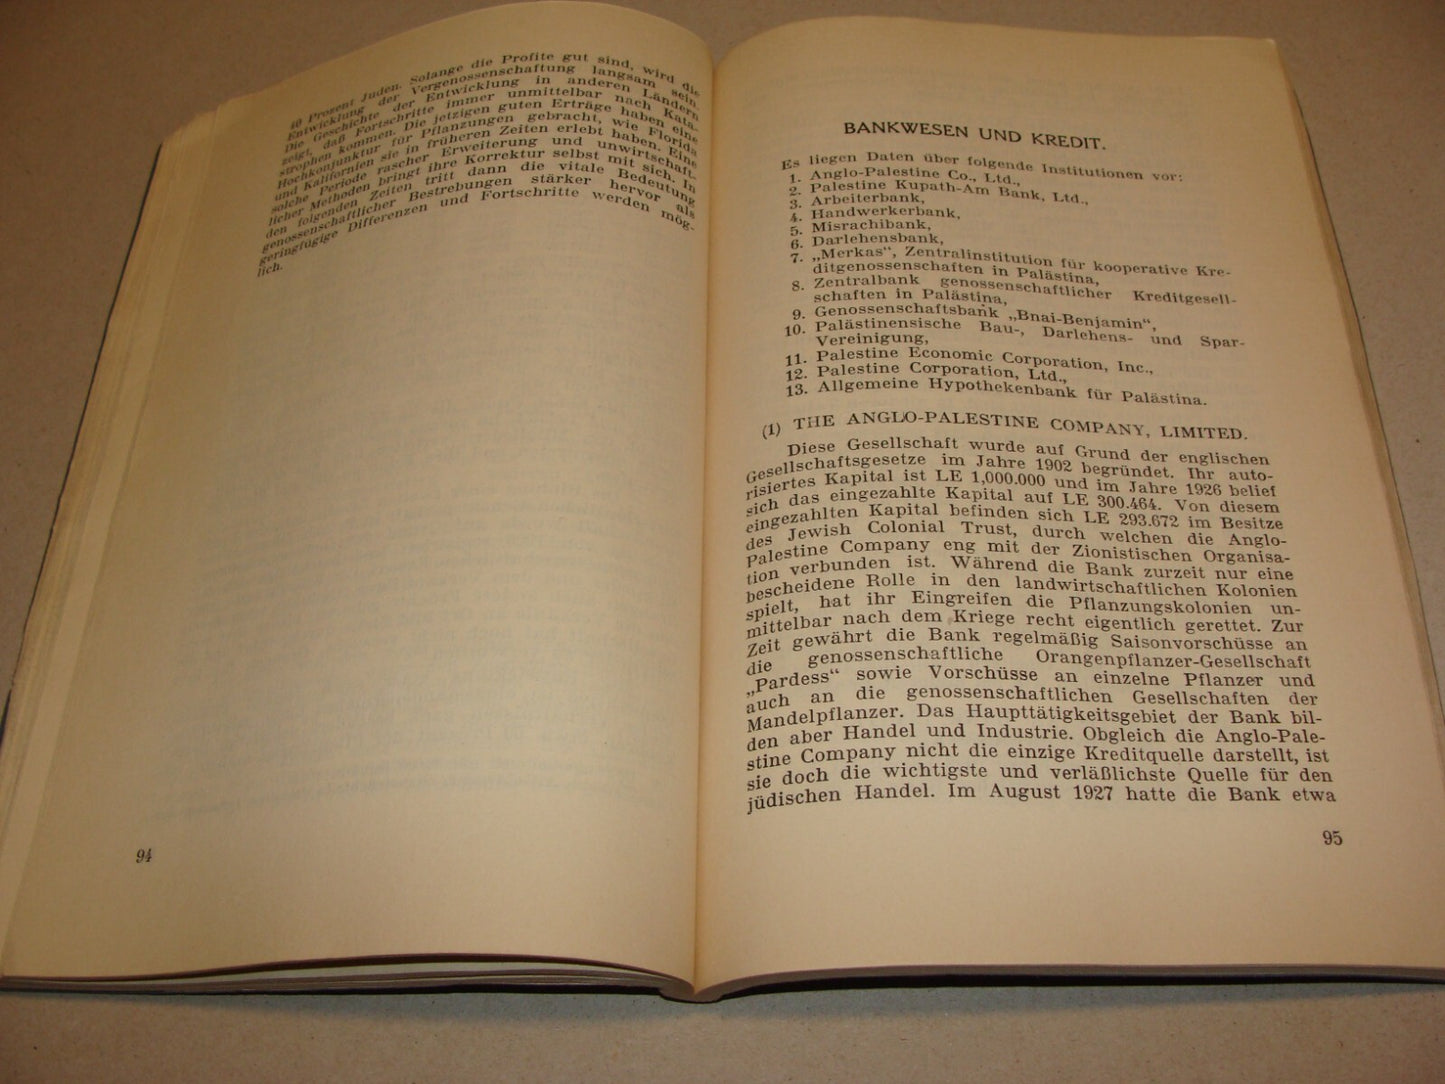 40 Prozent Juden. Solange die Profite gut sind, wird die
Entwicklung der Vergenossenschaftung langsam sein.
Die Geschichte der Entwicklung in anderen Ländern
zeigt, daß Fortschritte immer unmittelbar nach Kata-
strophen kommen. Die jetzigen guten Erträge haben eine
Hochkonjunktur für Pflanzungen gebracht, wie Florida
und Kalifornien sie in früheren Zeiten erlebt haben. Eine
solche Periode rascher Erweiterung und unwirtschaft-
licher Methoden bringt ihre Korrektur selbst mit sich. In
den folgenden Zeiten tritt dann die vitale Bedeutung
genossenschaftlicher Bestrebungen stärker hervor als
geringfügige Differenzen und Fortschritte werden mög-
lich.
94
BANKWESEN UND KREDIT.
Es liegen Daten über folgende Institutionen vor:
1. Anglo-Palestine Co., Ltd.,
2. Palestine Kupath-Am Bank, Ltd.,
3. Arbeiterbank,
4. Handwerkerbank,
5. Misrachibank,
6. Darlehensbank,
7. „Merkas“, Zentralinstitution für kooperative Kre-
ditgenossenschaften in Palästina,
8. Zentralbank genossenschaftlicher Kreditgesell-
schaften in Palästina,
9. Genossenschaftsbank „Bnai-Benjamin“,
10. Palästinensische Bau-, Darlehens- und Spar-
Vereinigung,
11. Palestine Economic Corporation, Inc.,
12. Palestine Corporation, Ltd.,
13. Allgemeine Hypothekenbank für Palästina.
(1) THE ANGLO-PALESTINE COMPANY, LIMITED.
Diese Gesellschaft wurde auf Grund der englischen
Gesellschaftsgesetze im Jahre 1902 begründet. Ihr auto-
risiertes Kapital ist LE 1,000.000 und im Jahre 1926 belief
sich das eingezahlte Kapital auf LE 300.464. Von diesem
eingezahlten Kapital befinden sich LE 293.672 im Besitze
des Jewish Colonial Trust, durch welchen die Anglo-
Palestine Company eng mit der Zionistischen Organisa-
tion verbunden ist. Während die Bank zurzeit nur eine
bescheidene Rolle in den landwirtschaftlichen Kolonien
spielt, hat ihr Eingreifen die Pflanzungskolonien un-
mittelbar nach dem Kriege recht eigentlich gerettet. Zur
Zeit gewährt die Bank regelmäßig Saisonvorschüsse an
die genossenschaftliche Orangenpflanzer-Gesellschaft
„Pardess“ sowie Vorschüsse an einzelne Pflanzer und
auch an die genossenschaftlichen Gesellschaften der
Mandelpflanzer. Das Haupttätigkeitsgebiet der Bank bil-
den aber Handel und Industrie. Obgleich die Anglo-Pale-
stine Company nicht die einzige Kreditquelle darstellt, ist
sie doch die wichtigste und verläßlichste Quelle für den
jüdischen Handel. Im August 1927 hatte die Bank etwa
95